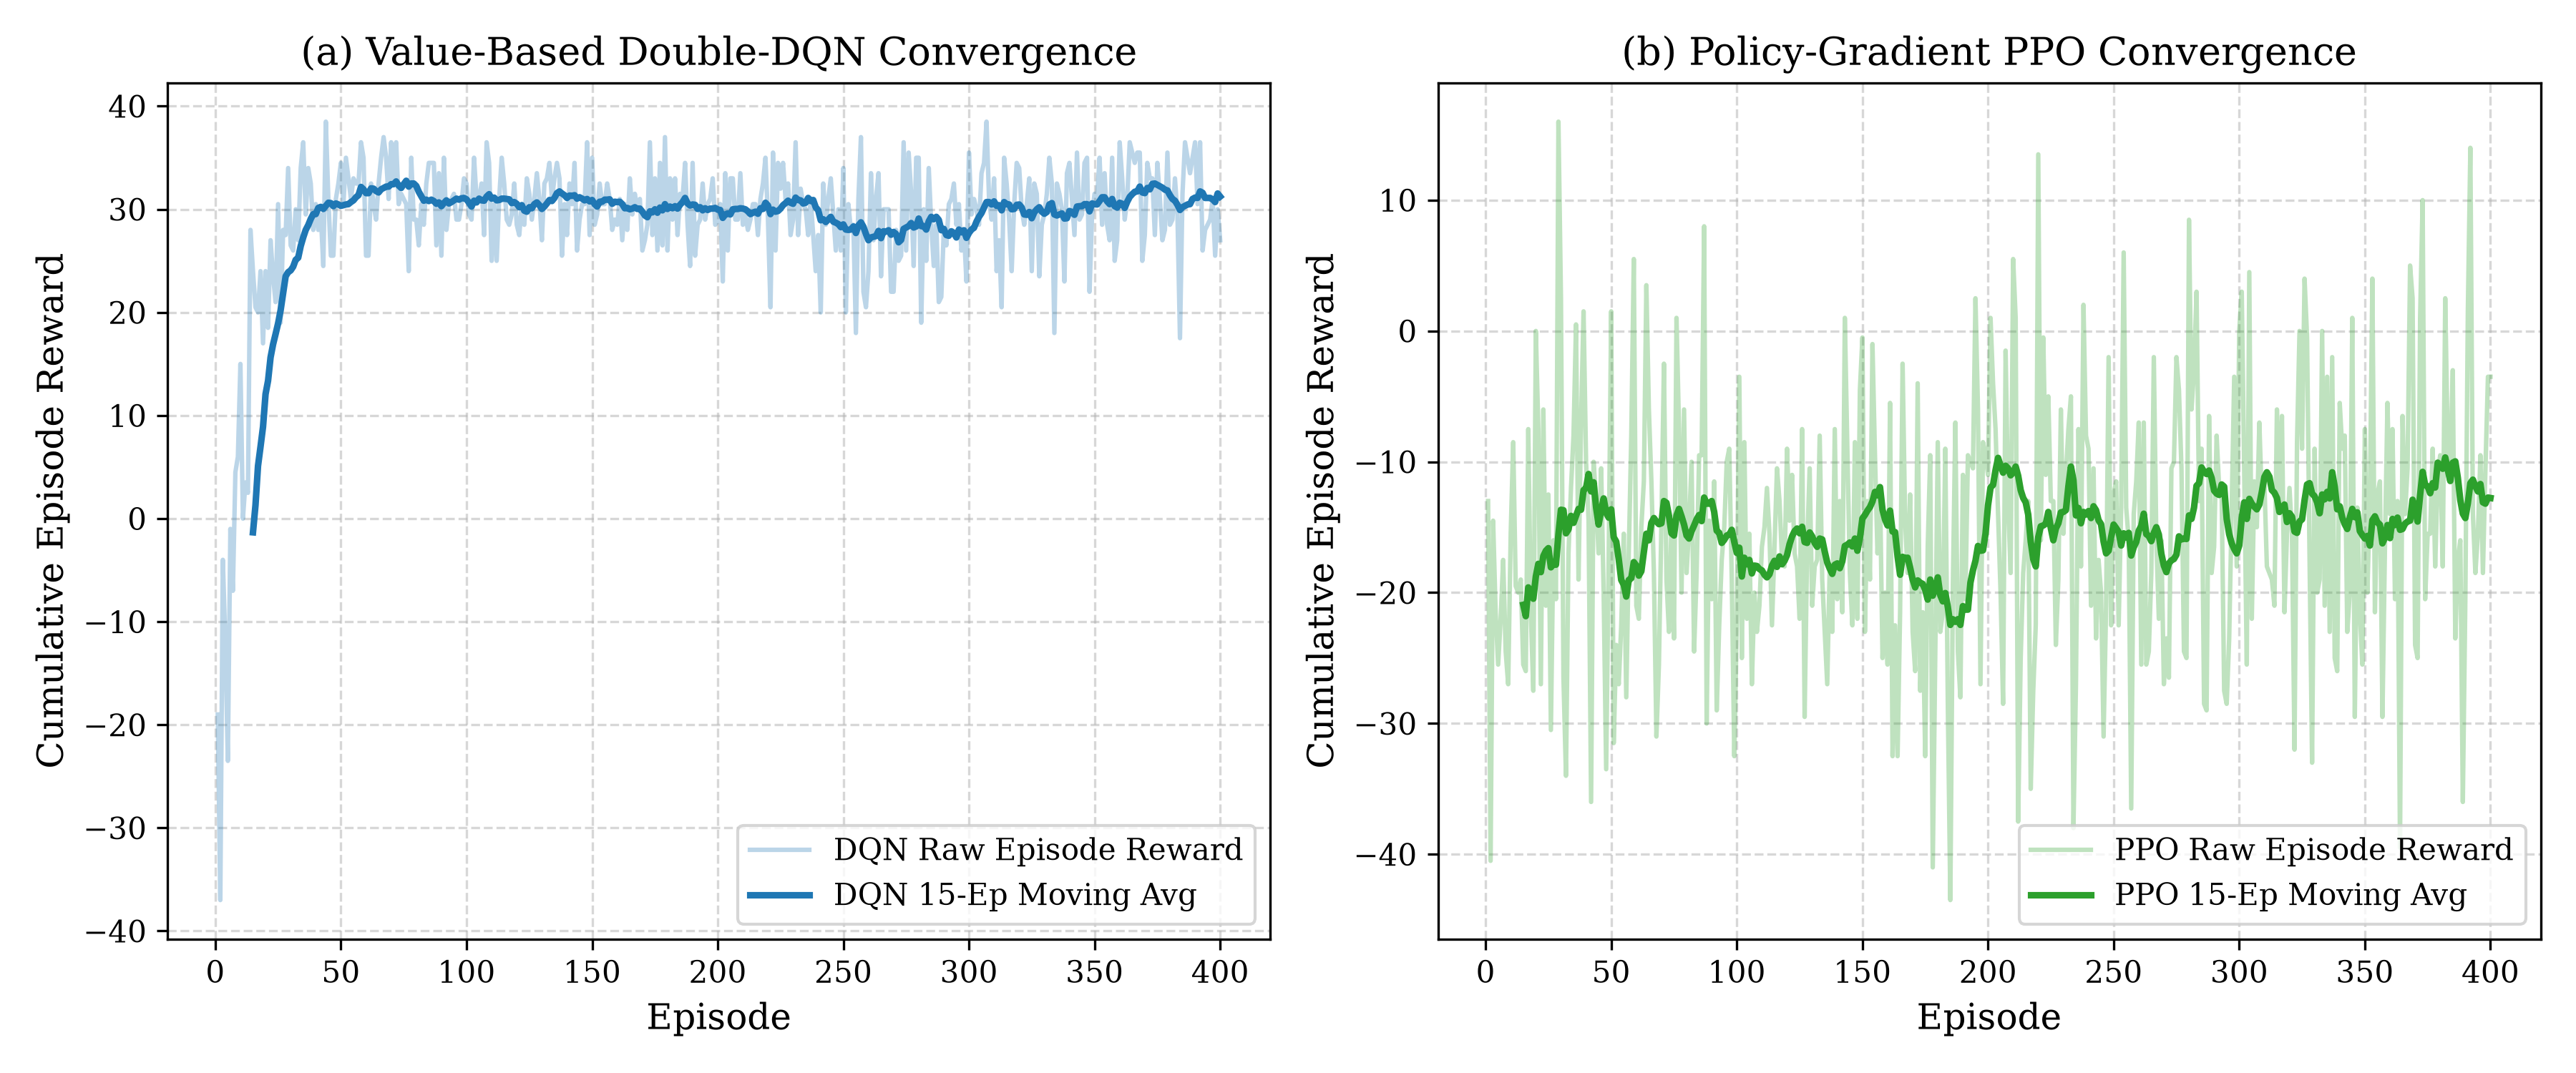 (a) Value-Based Double-DQN Convergence
Cumulative Episode Reward
40
30
20
10
0
−10
−20
−30
−40
0 50 100 150 200 250 300 350 400
Episode
DQN Raw Episode Reward
DQN 15-Ep Moving Avg
(b) Policy-Gradient PPO Convergence
Cumulative Episode Reward
10
0
−10
−20
−30
−40
0 50 100 150 200 250 300 350 400
Episode
PPO Raw Episode Reward
PPO 15-Ep Moving Avg